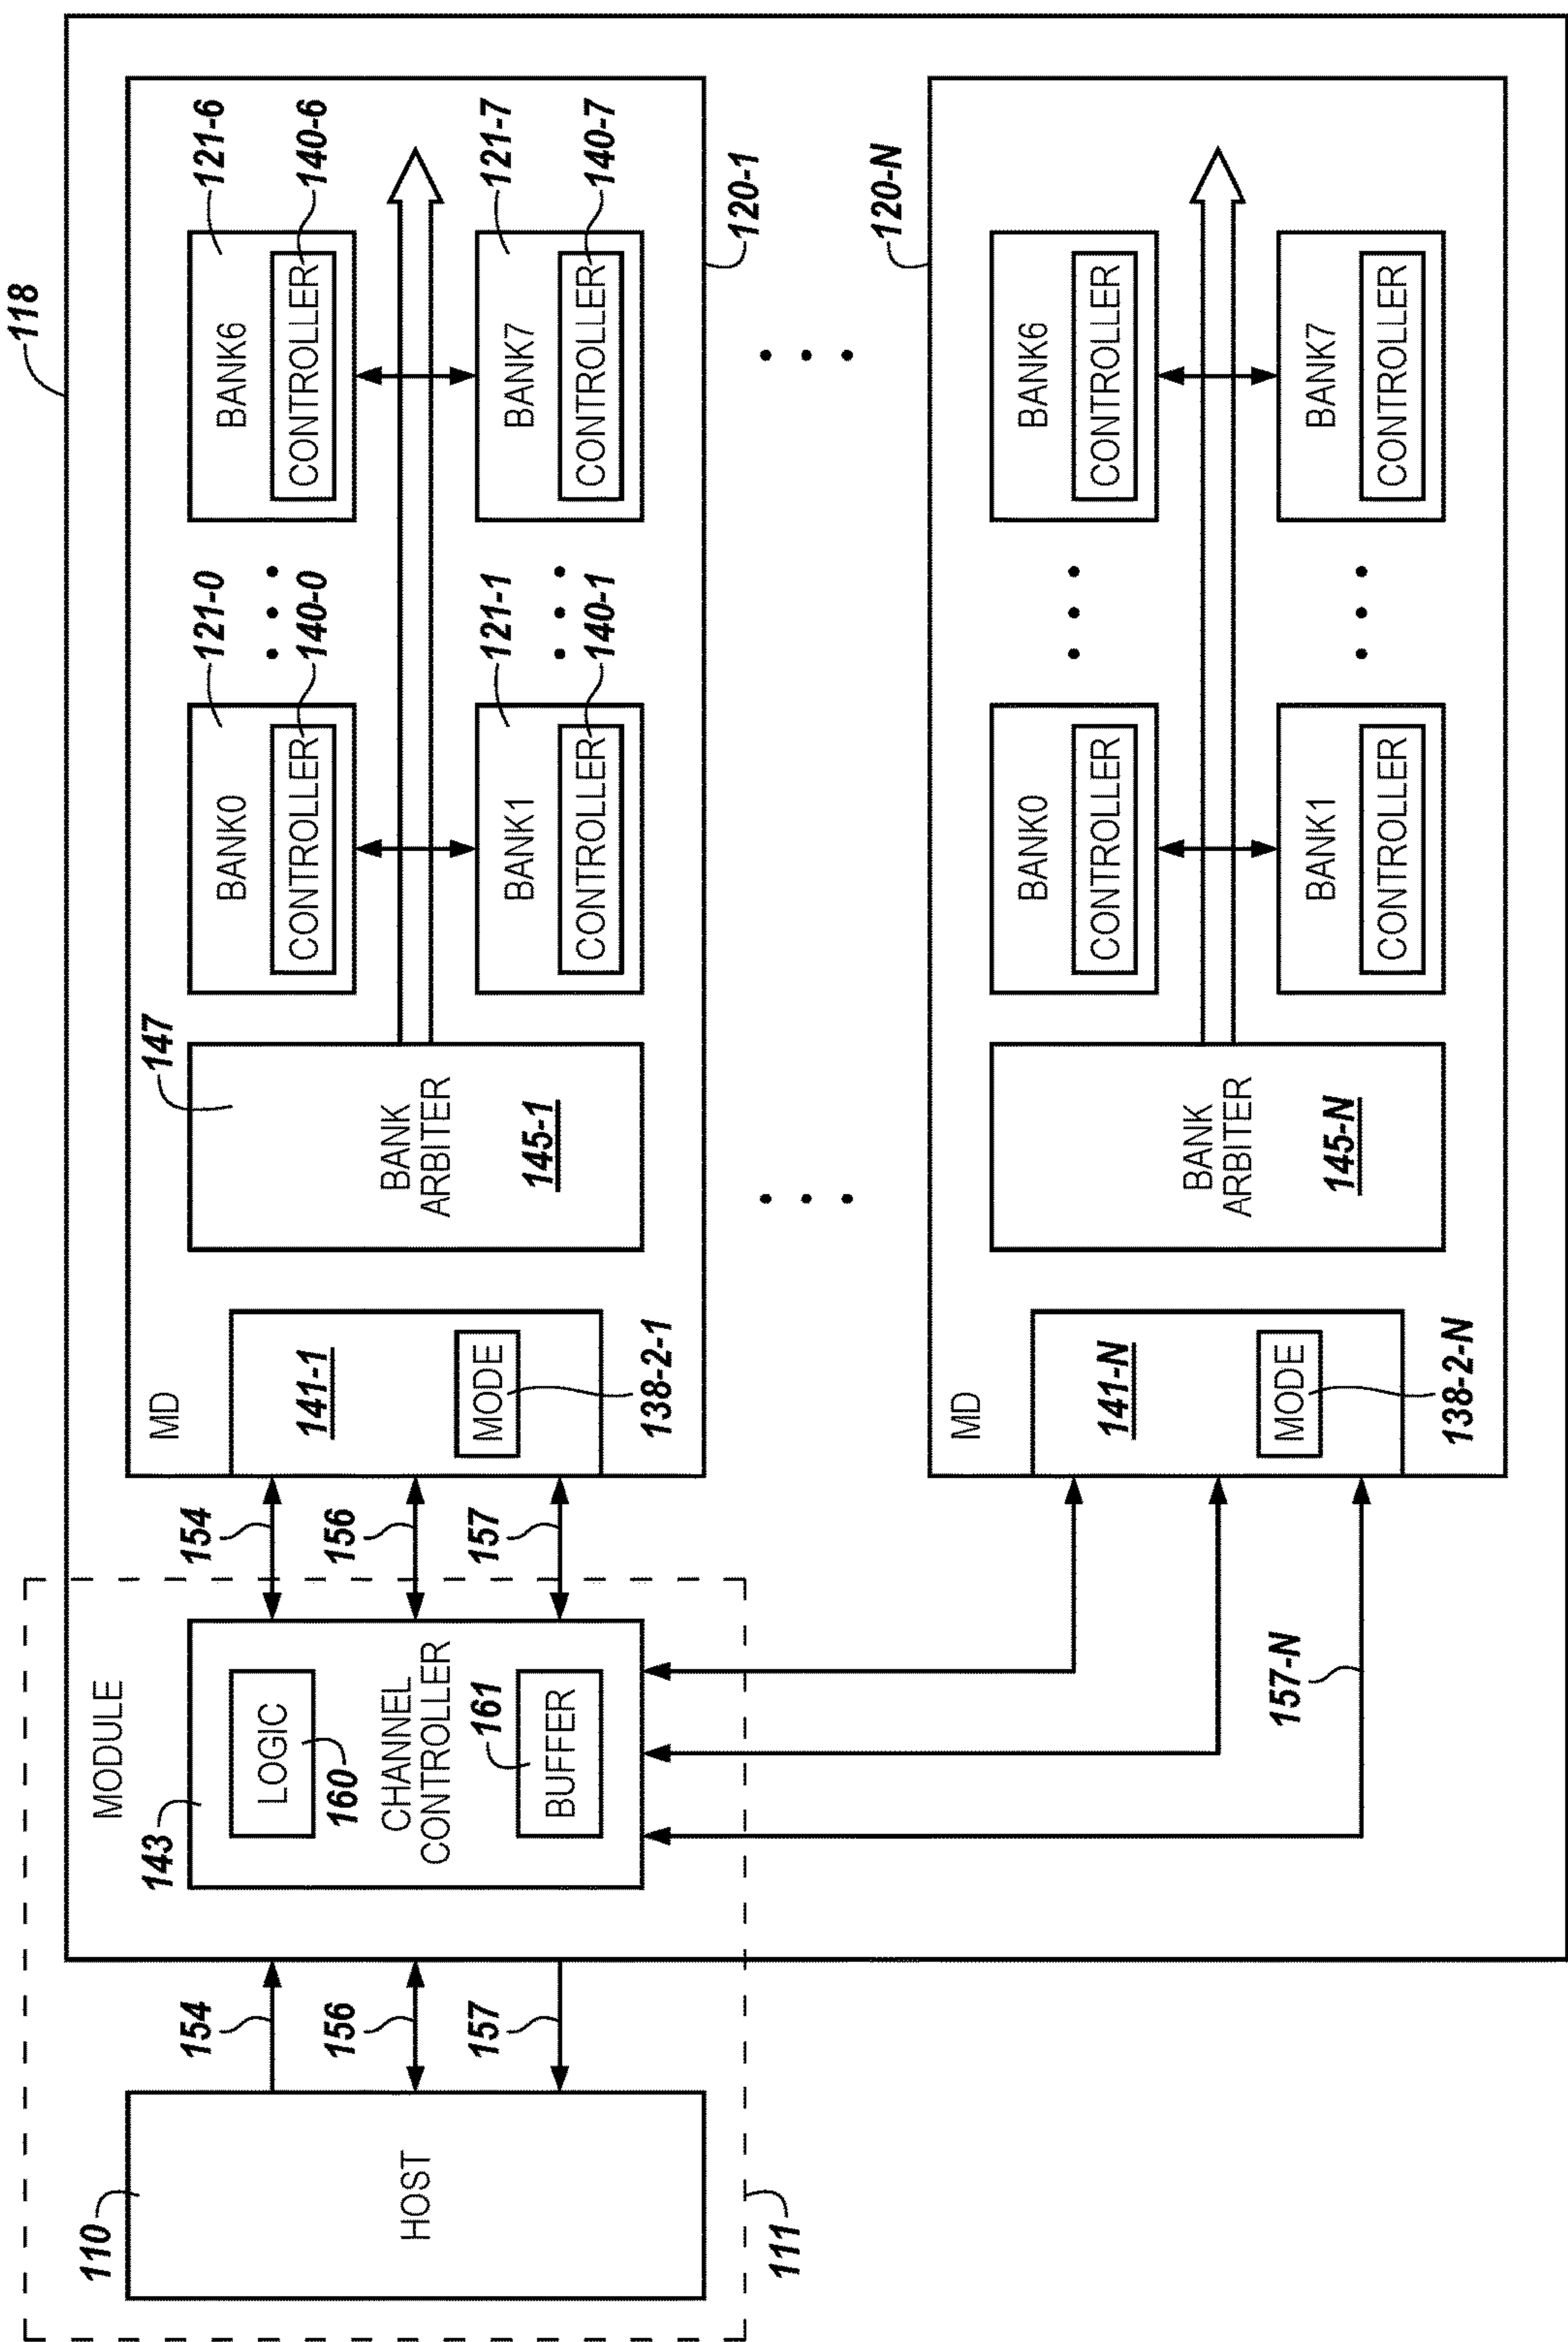 118
MODULE
110
HOST
111
154
156
157
143
LOGIC
160
CHANNEL
CONTROLLER
161
BUFFER
154
156
157
157-N
MD
141-1
MODE
138-2-1
147
BANK
ARBITER
145-1
121-0
BANK0
CONTROLLER
140-0
121-1
BANK1
CONTROLLER
140-1
121-6
BANK6
CONTROLLER
140-6
121-7
BANK7
CONTROLLER
140-7
120-1
120-N
MD
141-N
MODE
138-2-N
BANK
ARBITER
145-N
BANK0
CONTROLLER
BANK1
CONTROLLER
BANK6
CONTROLLER
BANK7
CONTROLLER